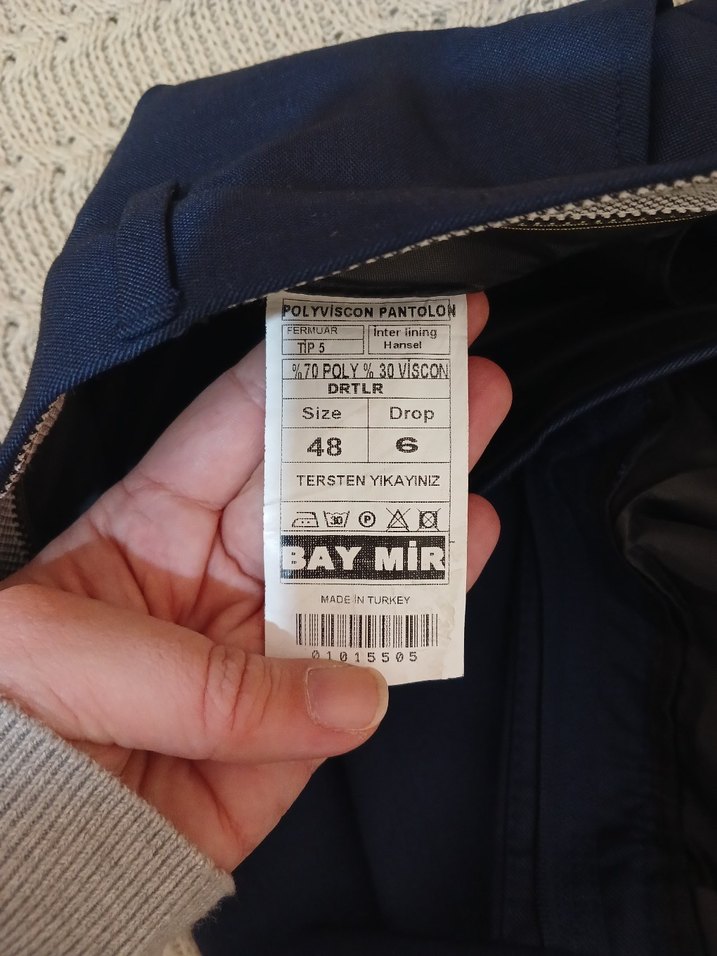 POLYVİSCON PANTOLON
FERMUAR
TİP 5
İnter lining
Hansel
%70 POLY % 30 VİSCON
DRTLR
Size Drop
48 6
TERSTEN YIKAYINIZ
30 P
BAY MİR
MADE İN TURKEY
01015505